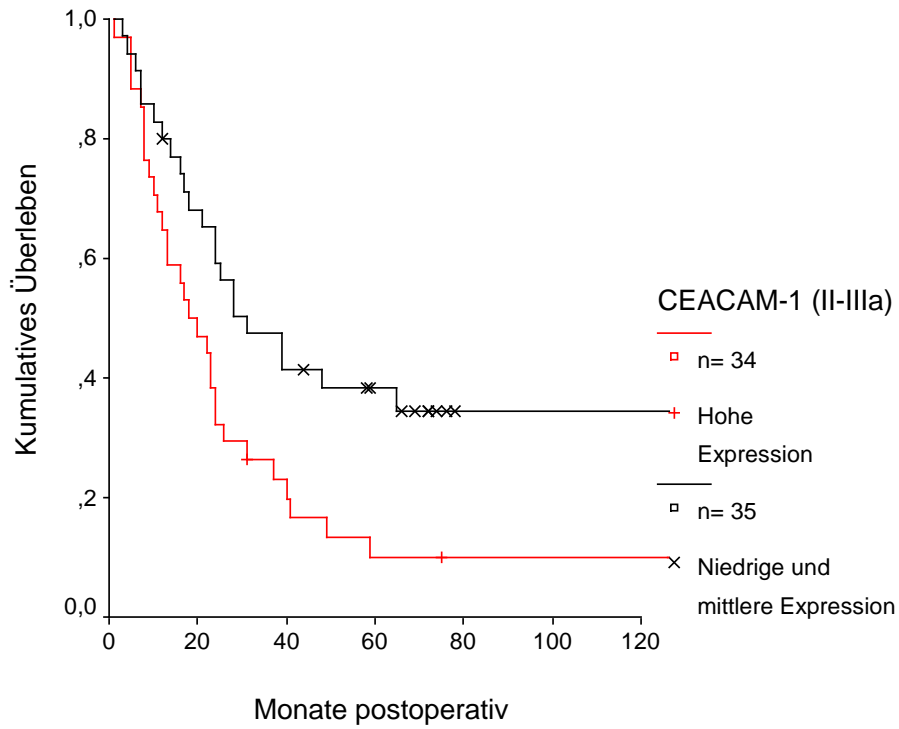 1,0
,8
,6
,4
,2
0,0
Kumulatives Überleben
0 20 40 60 80 100 120
Monate postoperativ
CEACAM-1 (II-IIIa)
n= 34
Hohe
Expression
n= 35
Niedrige und
mittlere Expression